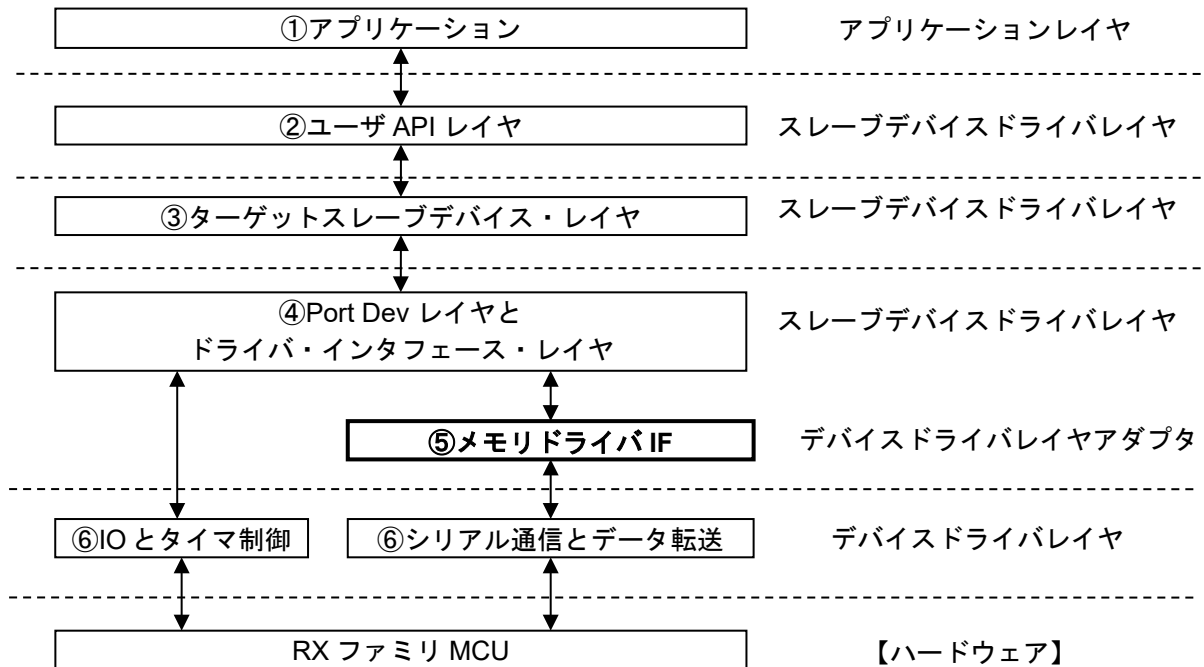 ①アプリケーション
アプリケーションレイヤ
②ユーザ API レイヤ
スレーブデバイスドライバレイヤ
③ターゲットスレーブデバイス・レイヤ
スレーブデバイスドライバレイヤ
④Port Dev レイヤと
ドライバ・インタフェース・レイヤ
スレーブデバイスドライバレイヤ
⑤メモリドライバ IF
デバイスドライバレイヤアダプタ
⑥IO とタイマ制御
⑥シリアル通信とデータ転送
デバイスドライバレイヤ
RX ファミリ MCU
【ハードウェア】